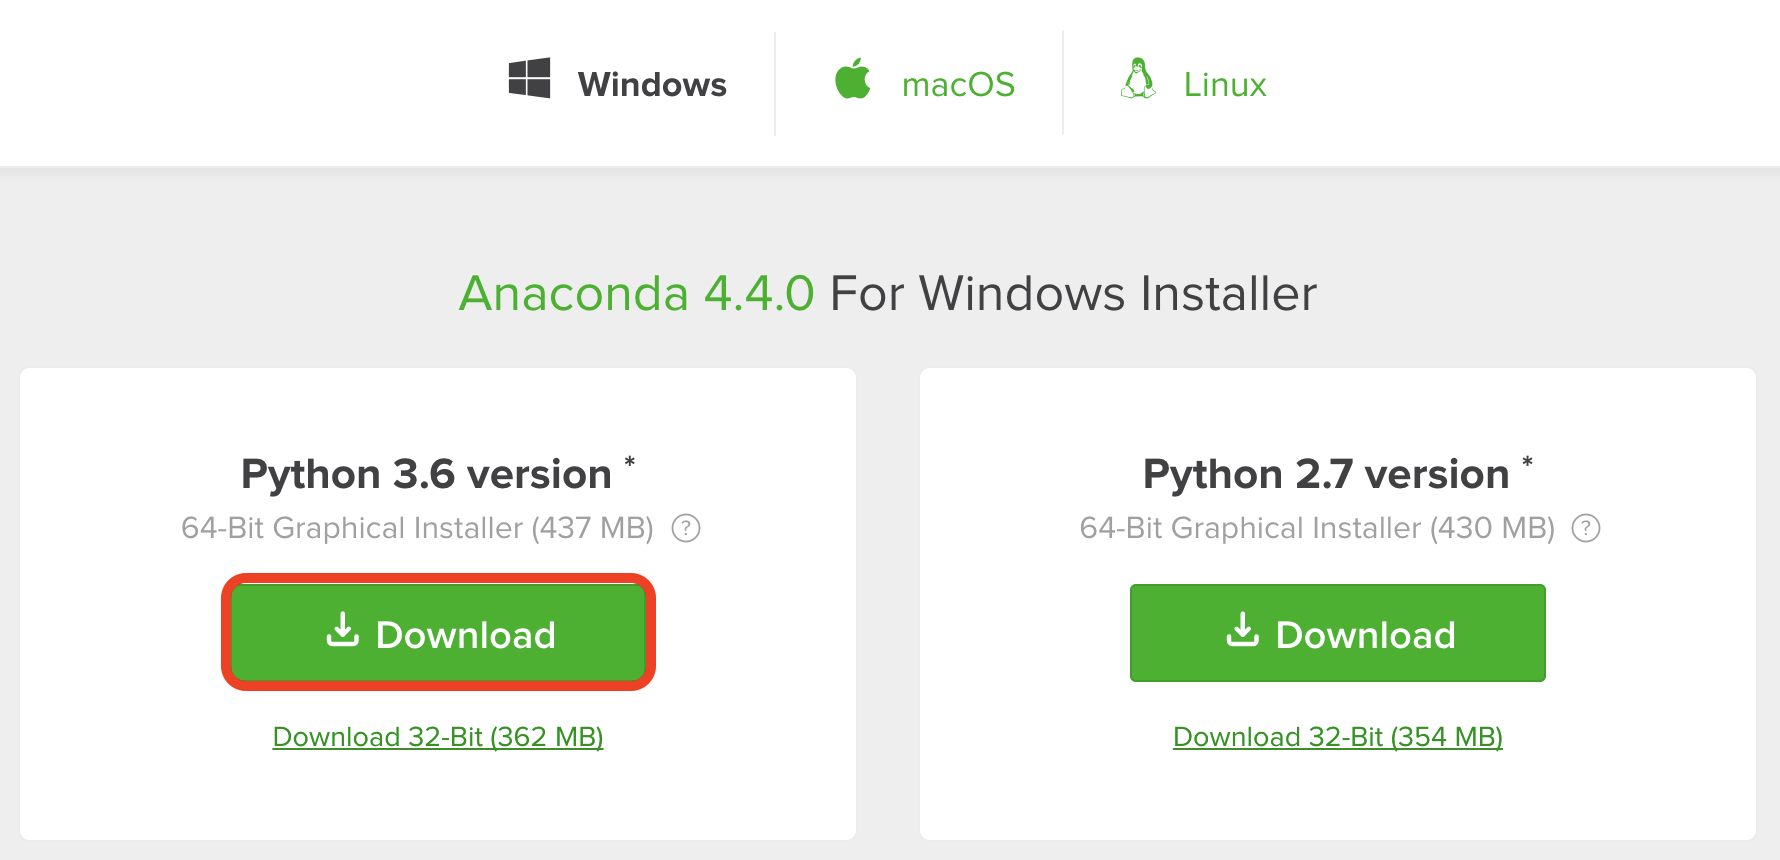 Windows
macOS
Linux
Anaconda 4.4.0 For Windows Installer
Python 3.6 version *
64-Bit Graphical Installer (437 MB) ?
Download
Download 32-Bit (362 MB)
Python 2.7 version *
64-Bit Graphical Installer (430 MB) ?
Download
Download 32-Bit (354 MB)